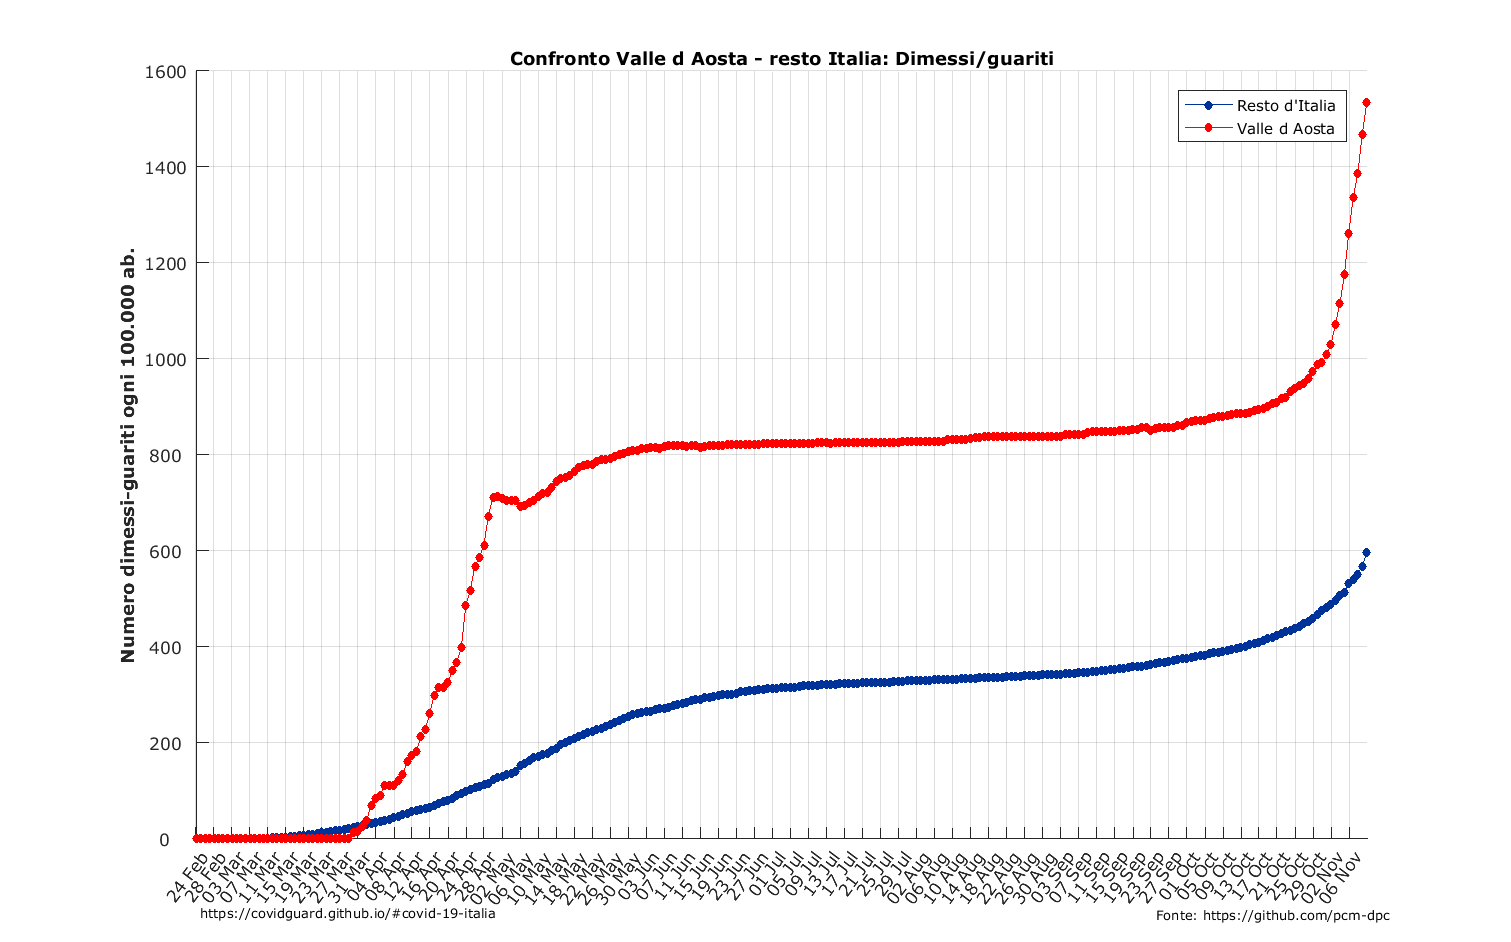 Confronto Valle d Aosta - resto Italia: Dimessi/guariti
Resto d'Italia
Valle d Aosta
Numero dimessi-guariti ogni 100.000 ab.
1600
1400
1200
1000
800
600
400
200
0
24 Feb
28 Feb
03 Mar
07 Mar
11 Mar
15 Mar
19 Mar
23 Mar
27 Mar
31 Mar
04 Apr
08 Apr
12 Apr
16 Apr
20 Apr
24 Apr
28 Apr
02 May
06 May
10 May
14 May
18 May
22 May
26 May
30 May
03 Jun
07 Jun
11 Jun
15 Jun
19 Jun
23 Jun
27 Jun
01 Jul
05 Jul
09 Jul
13 Jul
17 Jul
21 Jul
25 Jul
29 Jul
02 Aug
06 Aug
10 Aug
14 Aug
18 Aug
22 Aug
26 Aug
30 Aug
03 Sep
07 Sep
11 Sep
15 Sep
19 Sep
23 Sep
27 Sep
01 Oct
05 Oct
09 Oct
13 Oct
17 Oct
21 Oct
25 Oct
29 Oct
02 Nov
06 Nov
https://covidguard.github.io/#covid-19-italia
Fonte: https://github.com/pcm-dpc